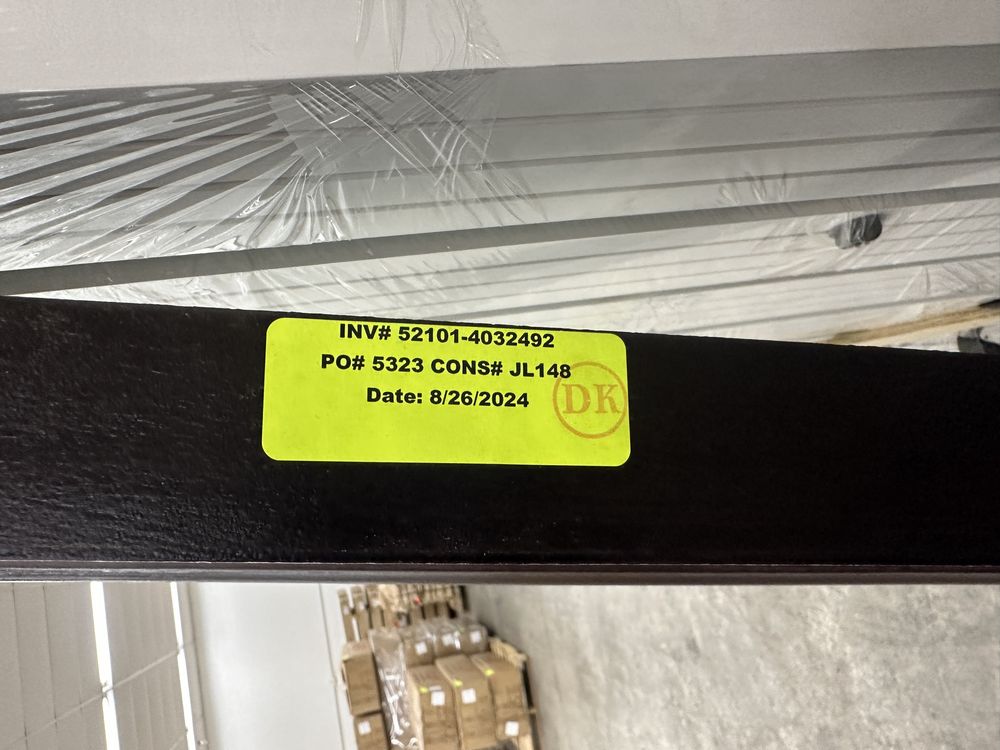 INV# 52101-4032492
PO# 5323 CONS# JL148
Date: 8/26/2024
DK